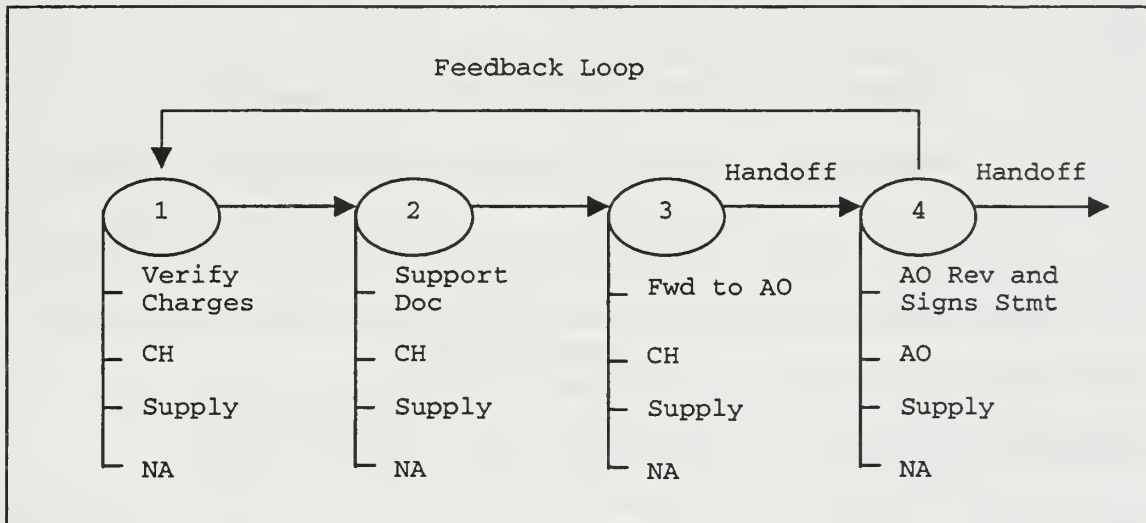 Feedback Loop
Handoff
Handoff
1
2
3
4
Verify
Charges
Support
Doc
Fwd to AO
AO Rev and
Signs Stmt
CH
CH
CH
AO
Supply
Supply
Supply
Supply
NA
NA
NA
NA